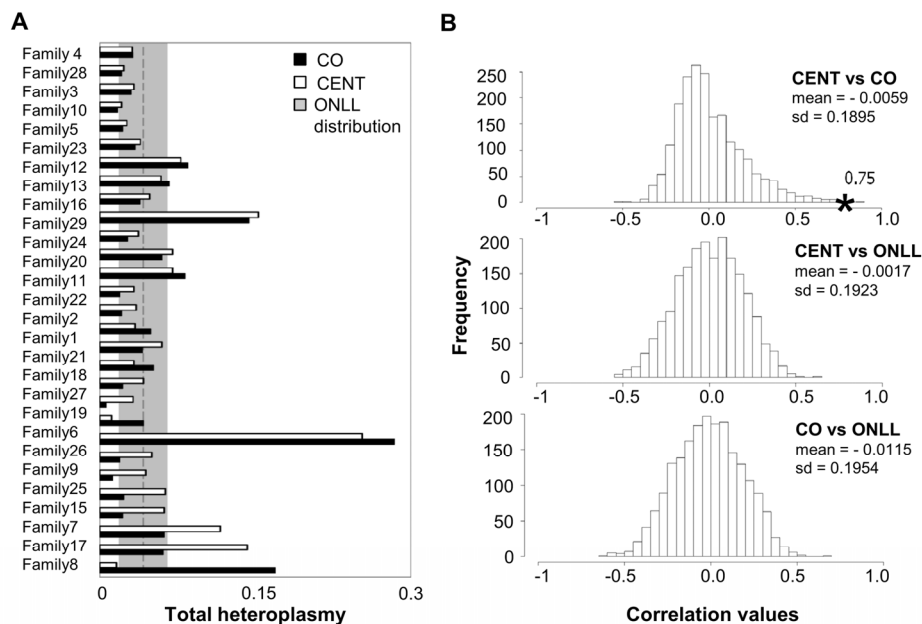 A
Family 4
Family28
Family3
Family10
Family5
Family23
Family12
Family13
Family16
Family29
Family24
Family20
Family11
Family22
Family2
Family1
Family21
Family18
Family27
Family19
Family6
Family26
Family9
Family25
Family15
Family7
Family17
Family8
CO
CENT
ONLL
distribution
0
0.15
0.3
Total heteroplasmy
B
Frequency
250
200
150
100
50
0
CENT vs CO
mean = - 0.0059
sd = 0.1895
0.75
*
-1
-0.5
0.0
0.5
1.0
200
150
100
50
0
CENT vs ONLL
mean = - 0.0017
sd = 0.1923
-1
-0.5
0.0
0.5
1.0
200
150
100
50
0
CO vs ONLL
mean = - 0.0115
sd = 0.1954
-1
-0.5
0.0
0.5
1.0
Correlation values